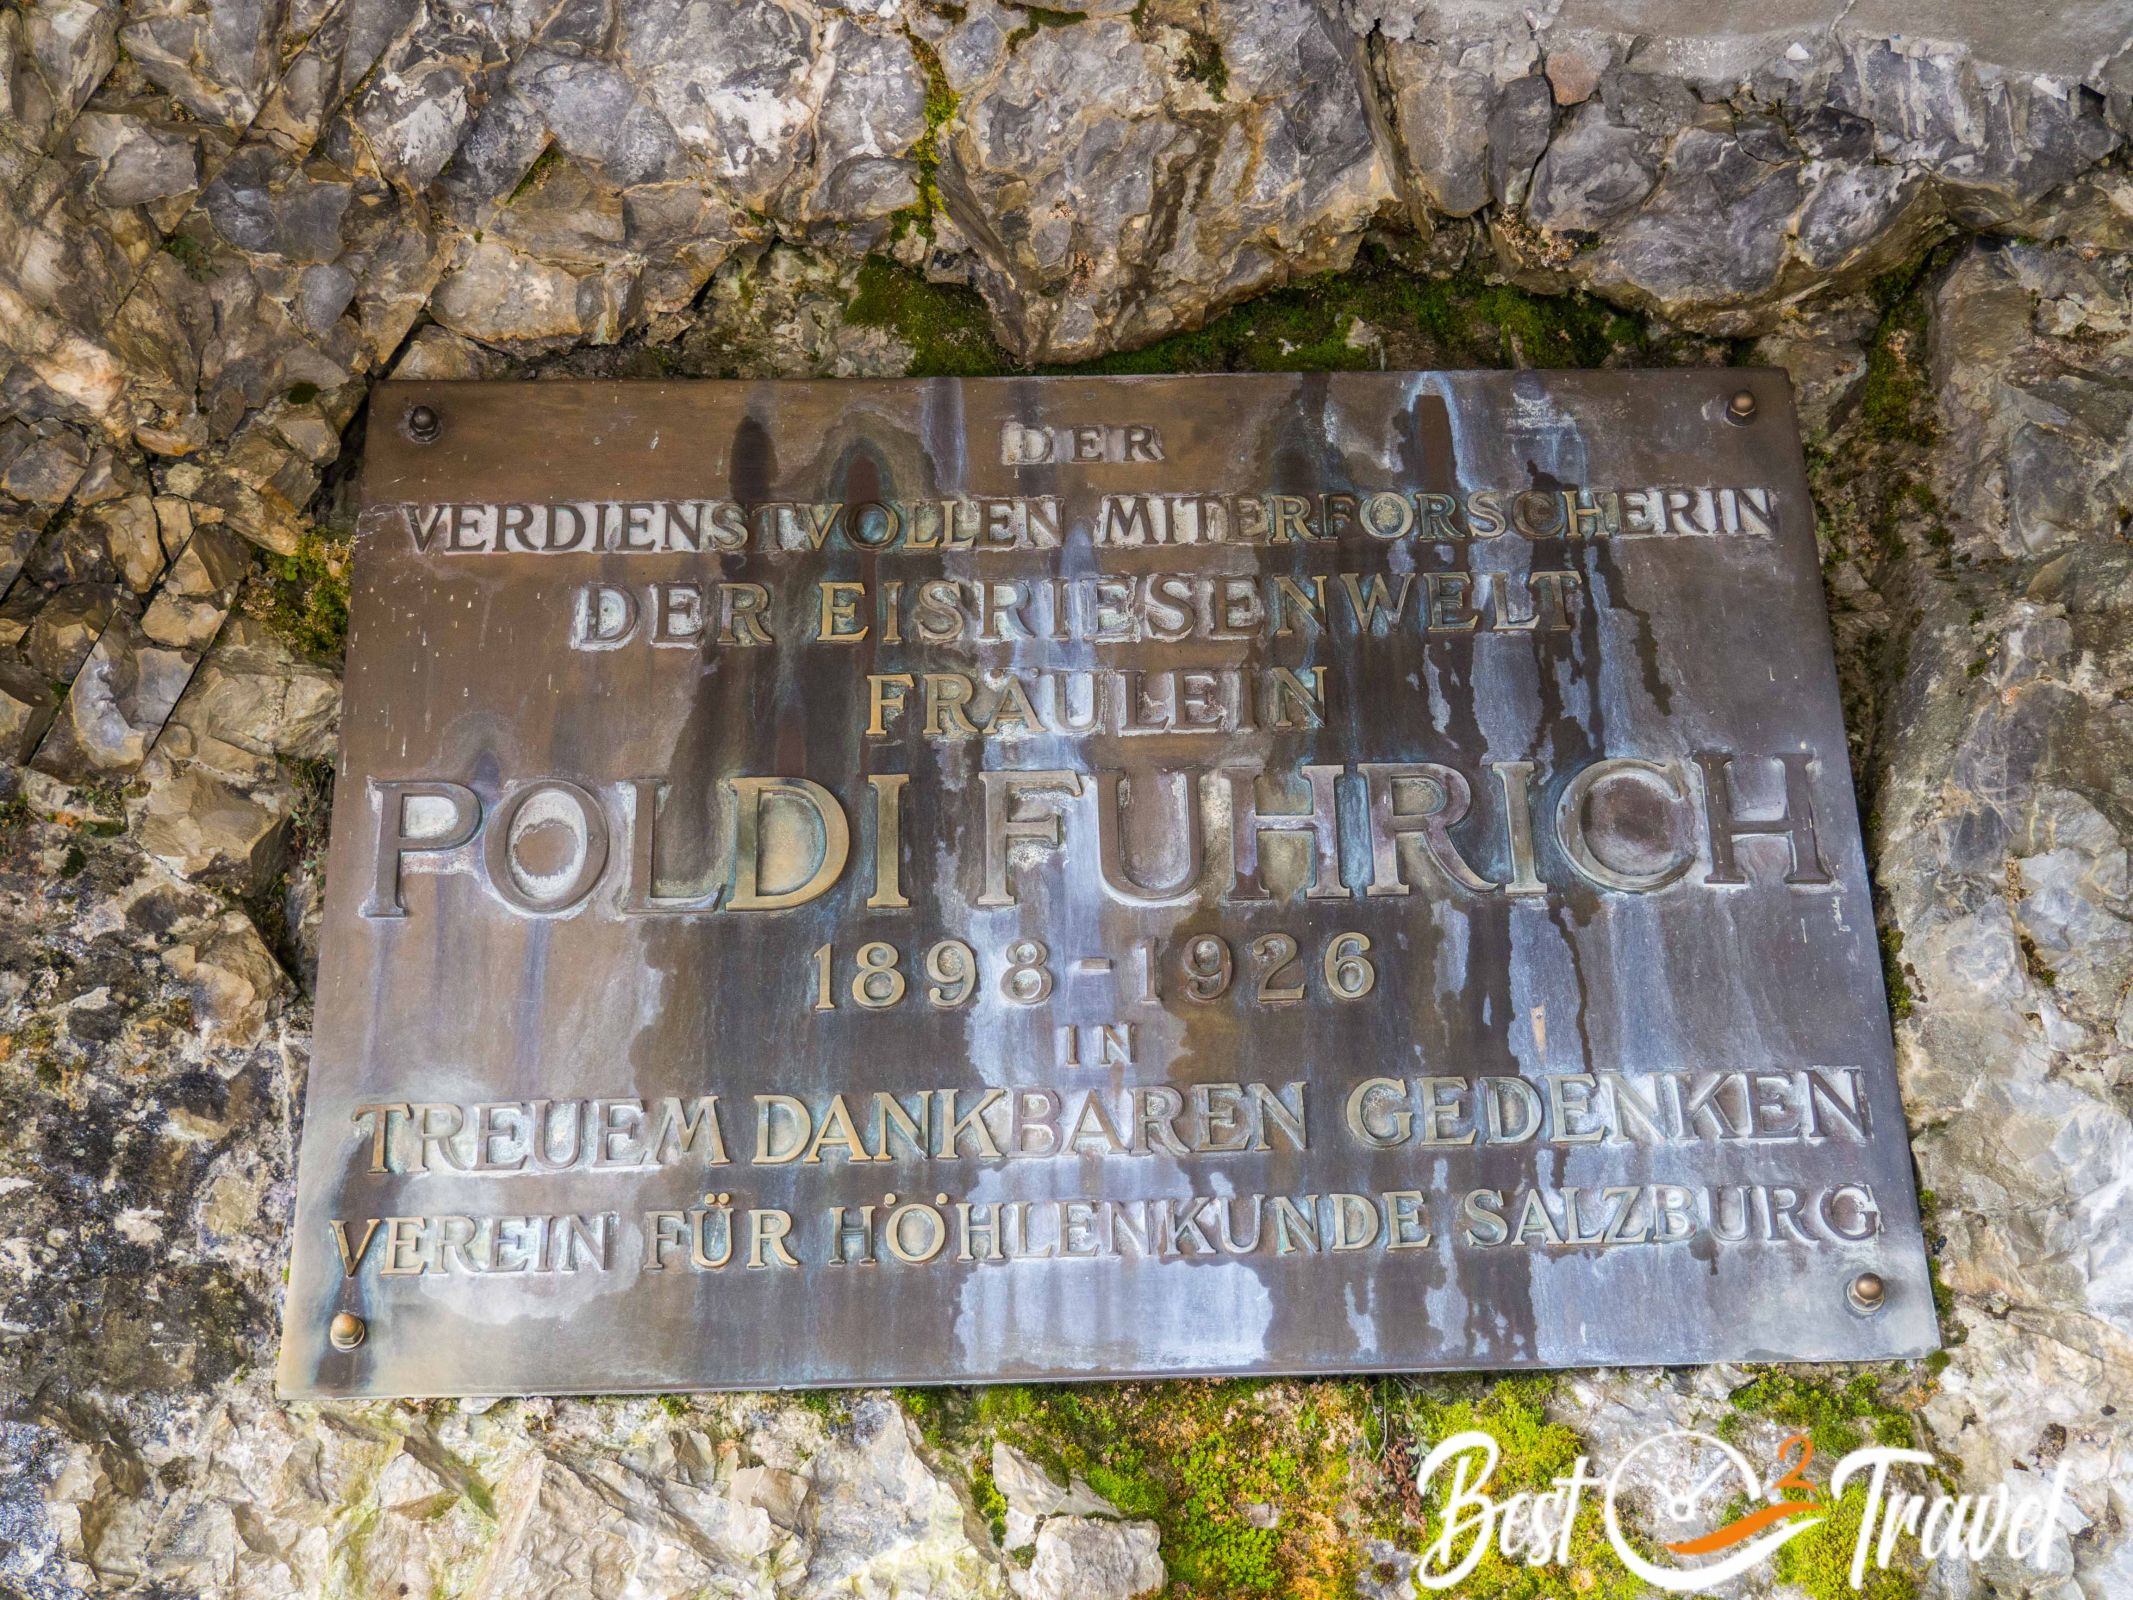 DER
VERDIENSTVOLLEN MITERFORSCHERIN
DER EISRIESENWELT
FRÄULEIN
POLDI FUHRICH
1898-1926
IN
TREUEM DANKBAREN GEDENKEN
VEREIN FÜR HÖHLENKUNDE SALZBURG
Best 2 Travel